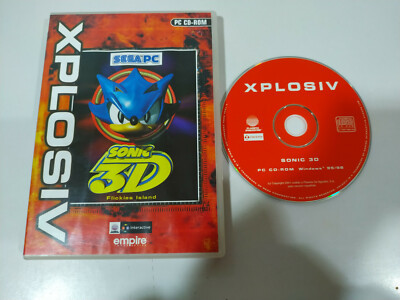 PC CD-ROM
XPLOSIV
SEGA PC
SONIC
3D
Flickies Island
interactive
empire
XPLOSIV
SONIC 3D
PC CD-ROM Windows® 95/98